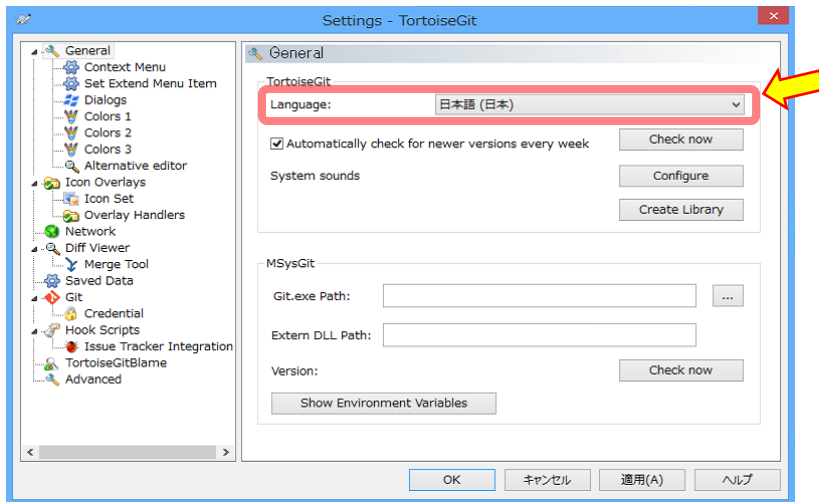 Settings - TortoiseGit
General
Context Menu
Set Extend Menu Item
Dialogs
Colors 1
Colors 2
Colors 3
Alternative editor
Icon Overlays
Icon Set
Overlay Handlers
Network
Diff Viewer
Merge Tool
Saved Data
Git
Credential
Hook Scripts
Issue Tracker Integration
TortoiseGitBlame
Advanced
General
TortoiseGit
Language: 日本語 (日本)
Automatically check for newer versions every week Check now
System sounds Configure
Create Library
MSysGit
Git.exe Path: ...
Extern DLL Path:
Version: Check now
Show Environment Variables
OK キャンセル 適用(A) ヘルプ